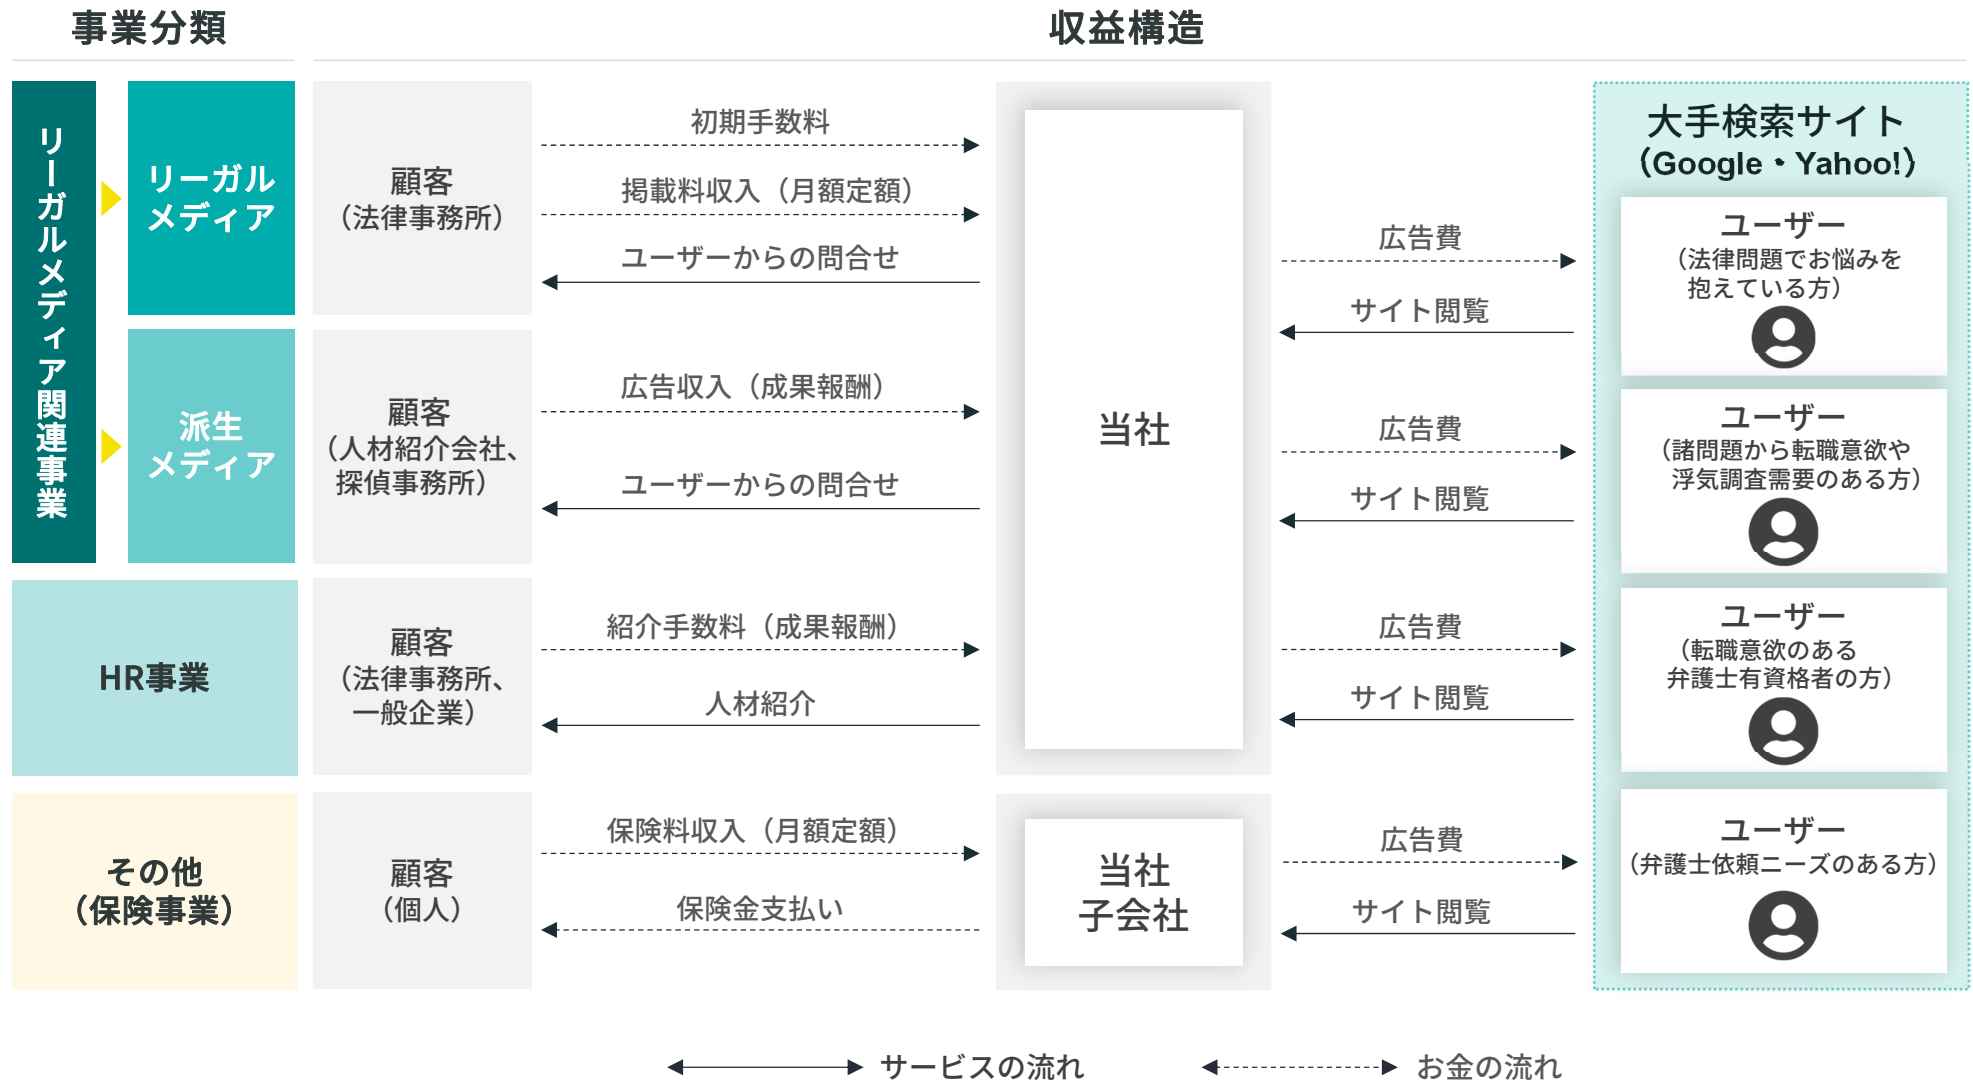 事業分類
収益構造
リーガルメディア関連事業
リーガル
メディア
顧客
（法律事務所）
初期手数料
掲載料収入（月額定額）
ユーザーからの問合せ
派生
メディア
顧客
（人材紹介会社、
探偵事務所）
広告収入（成果報酬）
ユーザーからの問合せ
HR事業
顧客
（法律事務所、
一般企業）
紹介手数料（成果報酬）
人材紹介
その他
（保険事業）
顧客
（個人）
保険料収入（月額定額）
保険金支払い
当社
当社
子会社
広告費
サイト閲覧
広告費
サイト閲覧
広告費
サイト閲覧
広告費
サイト閲覧
大手検索サイト
（Google・Yahoo!）
ユーザー
（法律問題でお悩みを
抱えている方）
ユーザー
（諸問題から転職意欲や
浮気調査需要のある方）
ユーザー
（転職意欲のある
弁護士有資格者の方）
ユーザー
（弁護士依頼ニーズのある方）
サービスの流れ
お金の流れ